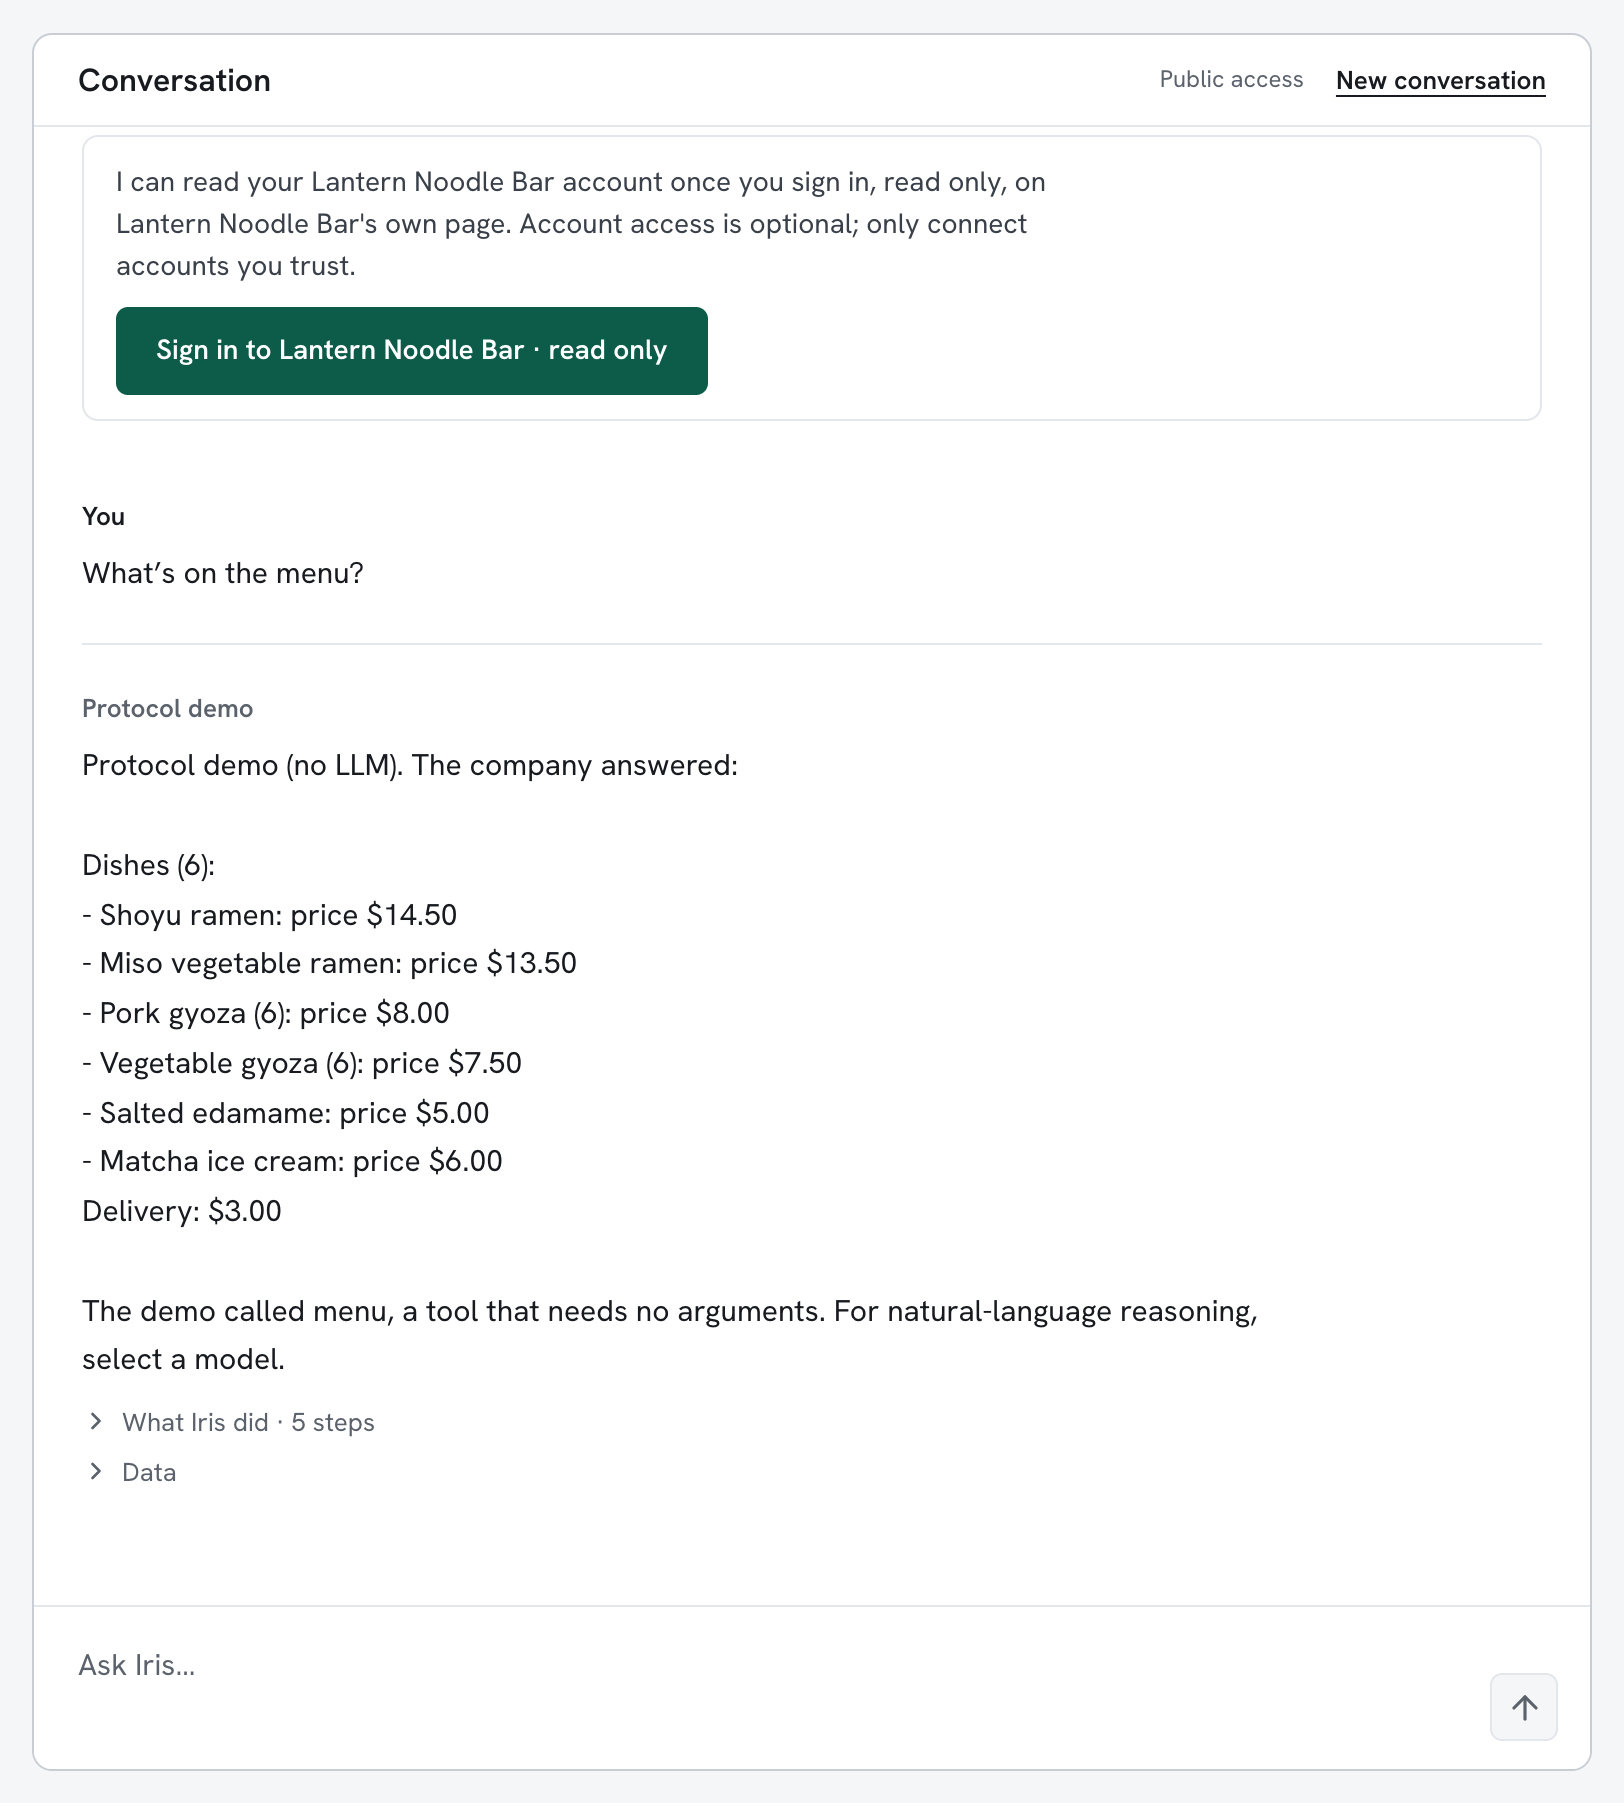 Conversation
Public access
New conversation
I can read your Lantern Noodle Bar account once you sign in, read only, on
Lantern Noodle Bar's own page. Account access is optional; only connect
accounts you trust.
Sign in to Lantern Noodle Bar · read only
You
What’s on the menu?
Protocol demo
Protocol demo (no LLM). The company answered:
Dishes (6):
- Shoyu ramen: price $14.50
- Miso vegetable ramen: price $13.50
- Pork gyoza (6): price $8.00
- Vegetable gyoza (6): price $7.50
- Salted edamame: price $5.00
- Matcha ice cream: price $6.00
Delivery: $3.00
The demo called menu, a tool that needs no arguments. For natural-language reasoning,
select a model.
What Iris did · 5 steps
Data
Ask Iris...